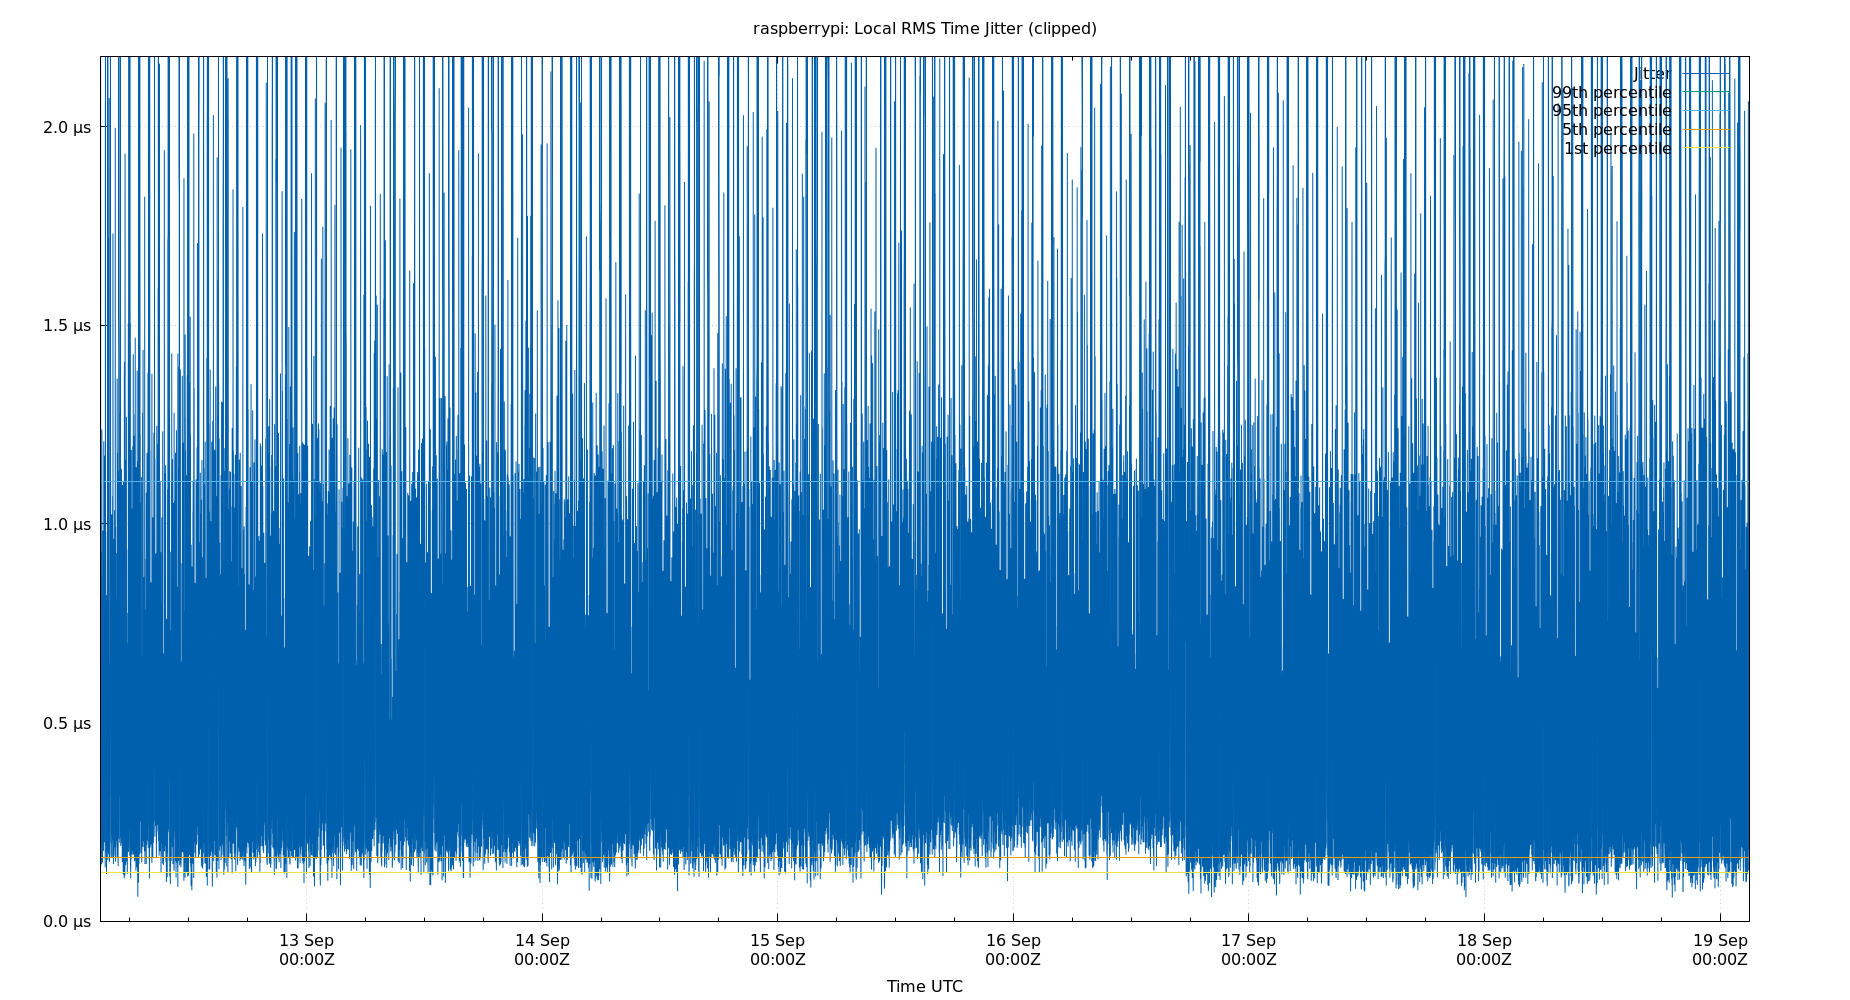 raspberrypi: Local RMS Time Jitter (clipped)
Jitter
99th percentile
95th percentile
5th percentile
1st percentile
2.0 μs
1.5 μs
1.0 μs
0.5 μs
0.0 μs
13 Sep 14 Sep 15 Sep 16 Sep 17 Sep 18 Sep 19 Sep
00:00Z 00:00Z 00:00Z 00:00Z 00:00Z 00:00Z 00:00Z
Time UTC